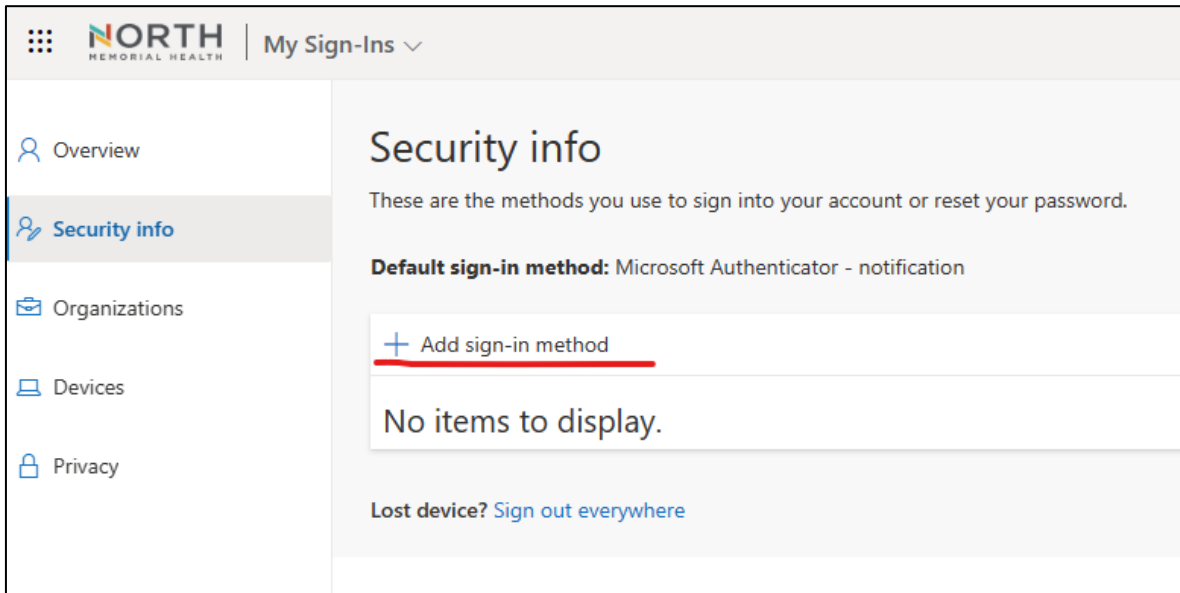 NORTH
MEMORIAL HEALTH
My Sign-Ins
Overview
Security info
Organizations
Devices
Privacy
Security info
These are the methods you use to sign into your account or reset your password.
Default sign-in method: Microsoft Authenticator - notification
+ Add sign-in method
No items to display.
Lost device? Sign out everywhere